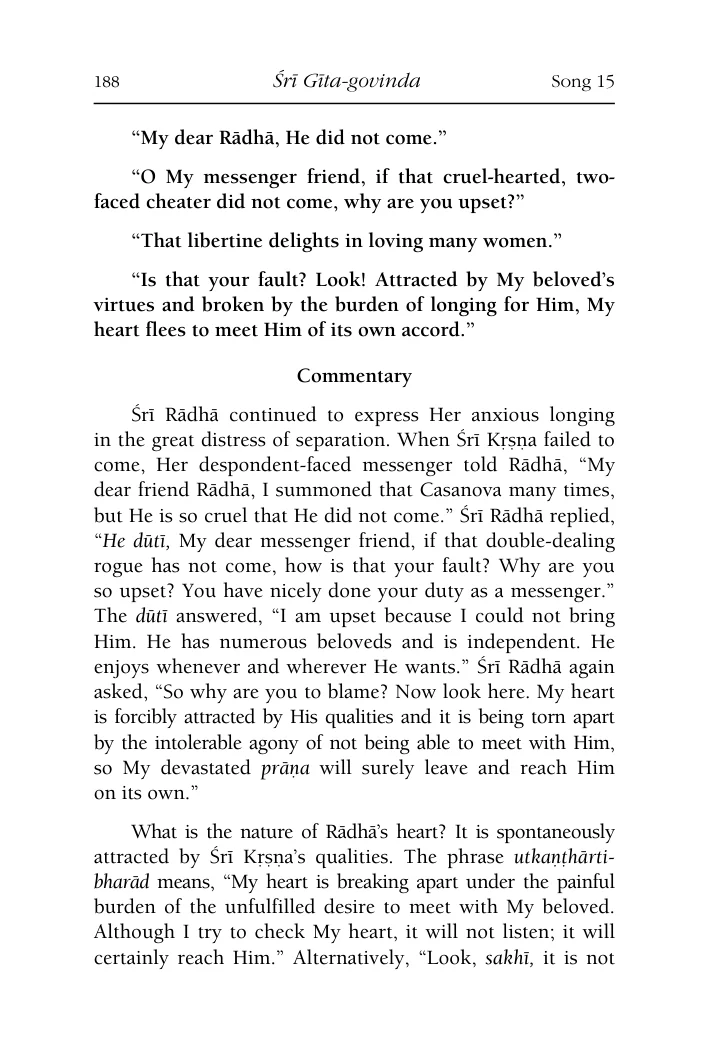 188 Śrī Gīta-govinda Song 15
“My dear Rādhā, He did not come.”
“O My messenger friend, if that cruel-hearted, two-
faced cheater did not come, why are you upset?”
“That libertine delights in loving many women.”
“Is that your fault? Look! Attracted by My beloved’s
virtues and broken by the burden of longing for Him, My
heart flees to meet Him of its own accord.”
Commentary
Śrī Rādhā continued to express Her anxious longing
in the great distress of separation. When Śrī Kṛṣṇa failed to
come, Her despondent-faced messenger told Rādhā, “My
dear friend Rādhā, I summoned that Casanova many times,
but He is so cruel that He did not come.” Śrī Rādhā replied,
“He dūtī, My dear messenger friend, if that double-dealing
rogue has not come, how is that your fault? Why are you
so upset? You have nicely done your duty as a messenger.”
The dūtī answered, “I am upset because I could not bring
Him. He has numerous beloveds and is independent. He
enjoys whenever and wherever He wants.” Śrī Rādhā again
asked, “So why are you to blame? Now look here. My heart
is forcibly attracted by His qualities and it is being torn apart
by the intolerable agony of not being able to meet with Him,
so My devastated prāṇa will surely leave and reach Him
on its own.”
What is the nature of Rādhā’s heart? It is spontaneously
attracted by Śrī Kṛṣṇa’s qualities. The phrase utkaṇṭhārti-
bharād means, “My heart is breaking apart under the painful
burden of the unfulfilled desire to meet with My beloved.
Although I try to check My heart, it will not listen; it will
certainly reach Him.” Alternatively, “Look, sakhī, it is not